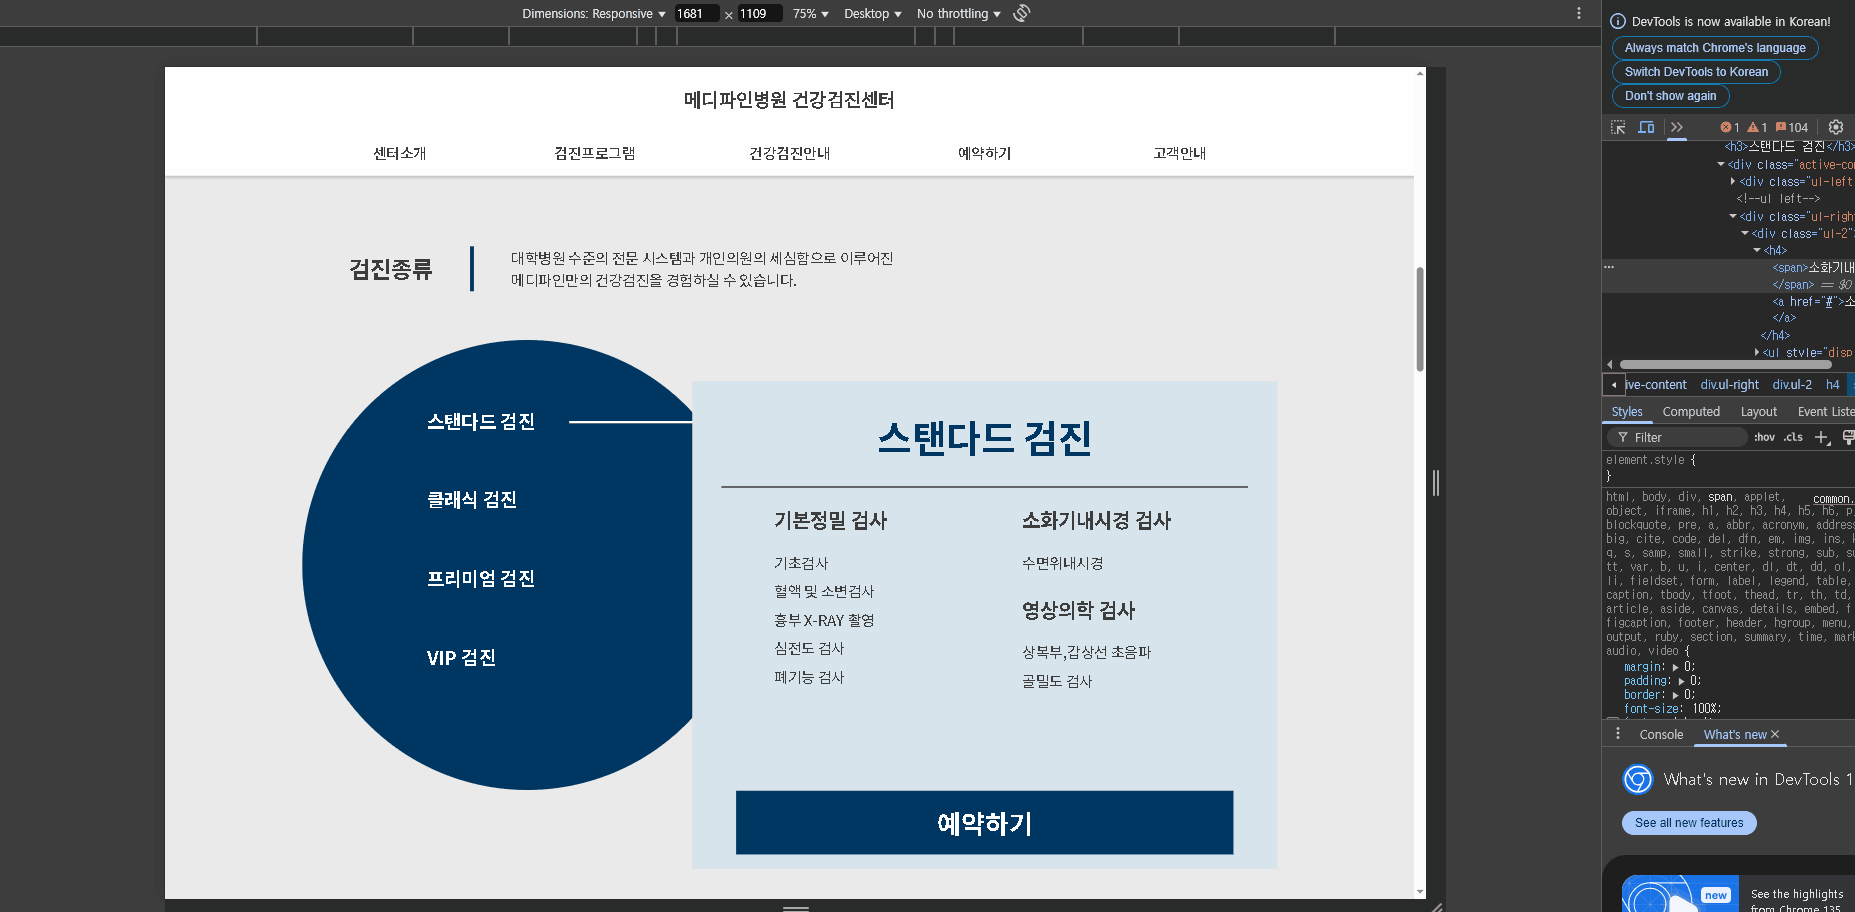 Dimensions: Responsive ▼ 1681 × 1109 75% ▼ Desktop ▼ No throttling ▼
메디파인병원 건강검진센터
센터소개 검진프로그램 건강검진안내 예약하기 고객안내
검진종류
대학병원 수준의 전문 시스템과 개인의원의 세심함으로 이루어진
메디파인만의 건강검진을 경험하실 수 있습니다.
스탠다드 검진
클래식 검진
프리미엄 검진
VIP 검진
스탠다드 검진
기본정밀 검사
기초검사
혈액 및 소변검사
흉부 X-RAY 촬영
심전도 검사
폐기능 검사
소화기내시경 검사
수면위내시경
영상의학 검사
상복부,갑상선 초음파
골밀도 검사
예약하기
DevTools is now available in Korean!
Always match Chrome's language
Switch DevTools to Korean
Don't show again
1 1 104
<h3>스탠다드 검진</h3>
<div class="active-co
<div class="ul-left
<!--ul left-->
<div class="ul-righ
<div class="ul-2"
<h4>
<span>소화기내
</span> == $0
<a href="#">소
</a>
</h4>
<ul style="disp
ive-content div.ul-right div.ul-2 h4
Styles Computed Layout Event Liste
Filter :hov .cls
element.style {
}
html, body, div, span, applet, common.
object, iframe, h1, h2, h3, h4, h5, h6, p
blockquote, pre, a, abbr, acronym, address
big, cite, code, del, dfn, em, img, ins,
q, s, samp, small, strike, strong, sub,
tt, var, b, u, i, center, dl, dt, dd, ol,
li, fieldset, form, label, legend, table,
caption, tbody, tfoot, thead, tr, th, td,
article, aside, canvas, details, embed, f
figcaption, footer, header, hgroup, menu,
output, ruby, section, summary, time, mar
audio, video {
margin: 0;
padding: 0;
border: 0;
font-size: 100%;
Console What's new
What's new in DevTools 1
See all new features
new
See the highlights
from Chrome 135